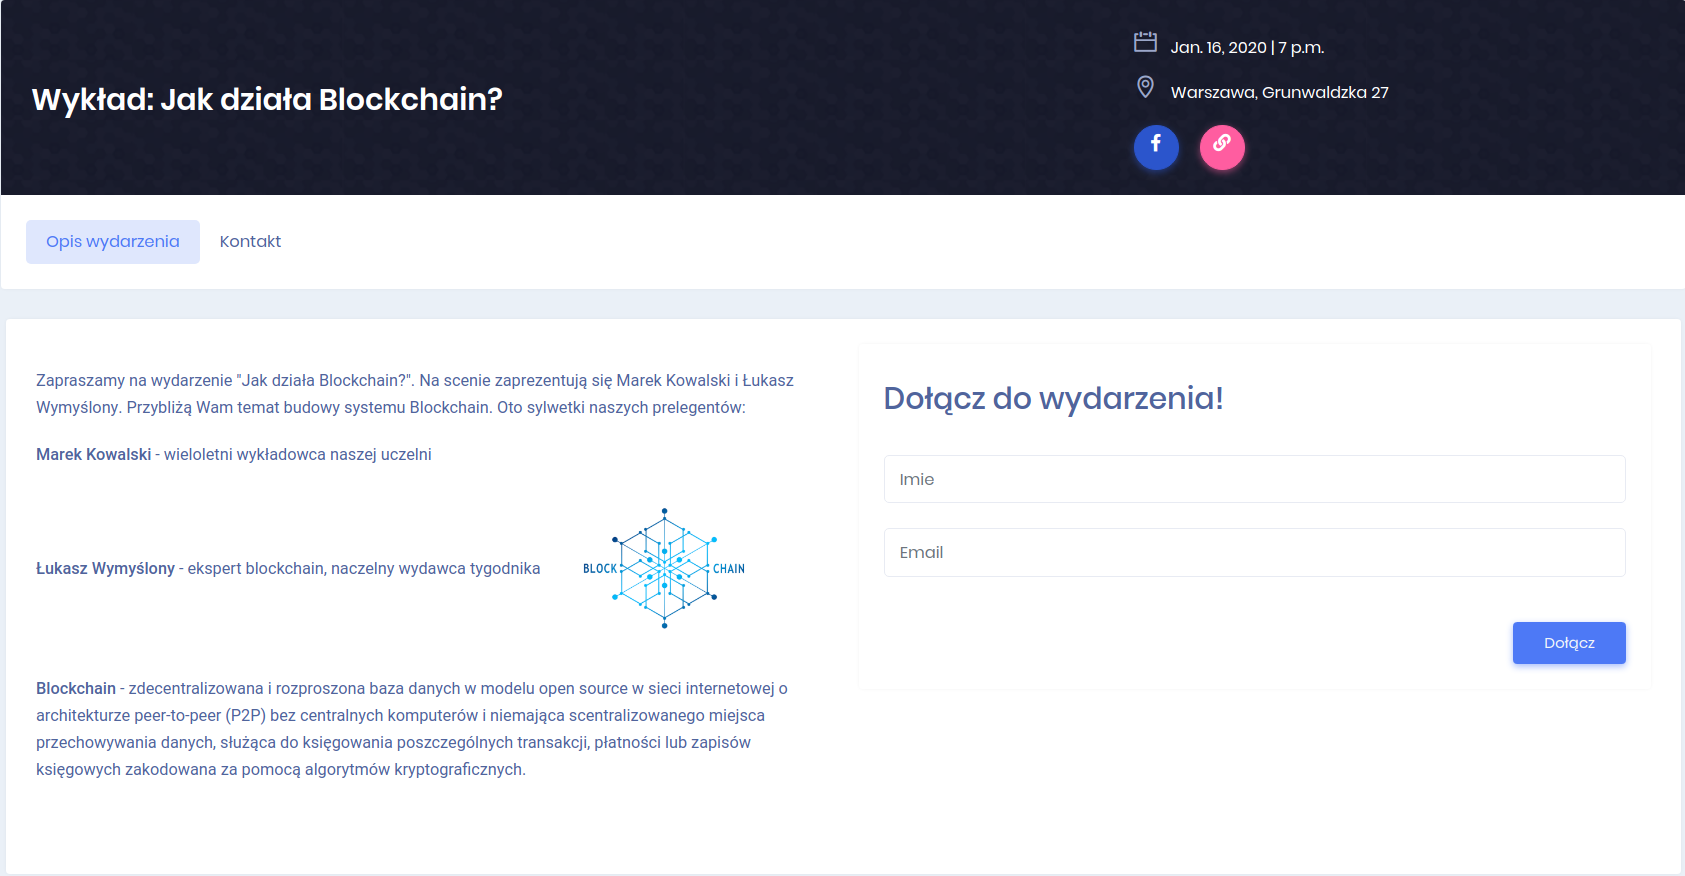 Wykład: Jak działa Blockchain?
Jan. 16, 2020 | 7 p.m.
Warszawa, Grunwaldzka 27
Opis wydarzenia
Kontakt
Zapraszamy na wydarzenie "Jak działa Blockchain?". Na scenie zaprezentują się Marek Kowalski i Łukasz
Wymyślony. Przybliżą Wam temat budowy systemu Blockchain. Oto sylwetki naszych prelegentów:
Marek Kowalski - wieloletni wykładowca naszej uczelni
Łukasz Wymyślony - ekspert blockchain, naczelny wydawca tygodnika
BLOCK CHAIN
Blockchain - zdecentralizowana i rozproszona baza danych w modelu open source w sieci internetowej o
architekturze peer-to-peer (P2P) bez centralnych komputerów i niemająca scentralizowanego miejsca
przechowywania danych, służąca do księgowania poszczególnych transakcji, płatności lub zapisów
księgowych zakodowana za pomocą algorytmów kryptograficznych.
Dołącz do wydarzenia!
Imie
Email
Dołącz